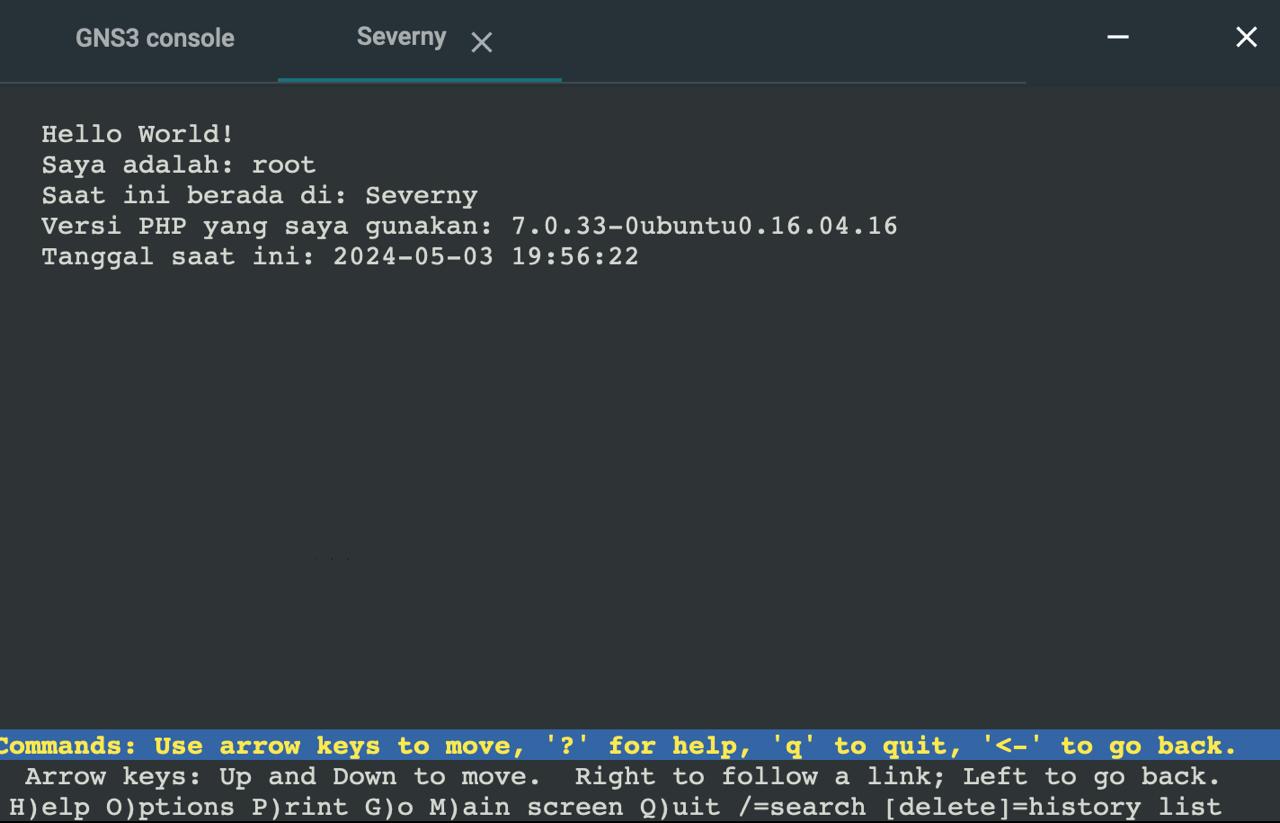 GNS3 console Severny
Hello World!
Saya adalah: root
Saat ini berada di: Severny
Versi PHP yang saya gunakan: 7.0.33-0ubuntu0.16.04.16
Tanggal saat ini: 2024-05-03 19:56:22
Commands: Use arrow keys to move, '?' for help, 'q' to quit, '<-' to go back.
Arrow keys: Up and Down to move. Right to follow a link; Left to go back.
H)elp O)ptions P)rint G)o M)ain screen Q)uit /=search [delete]=history list